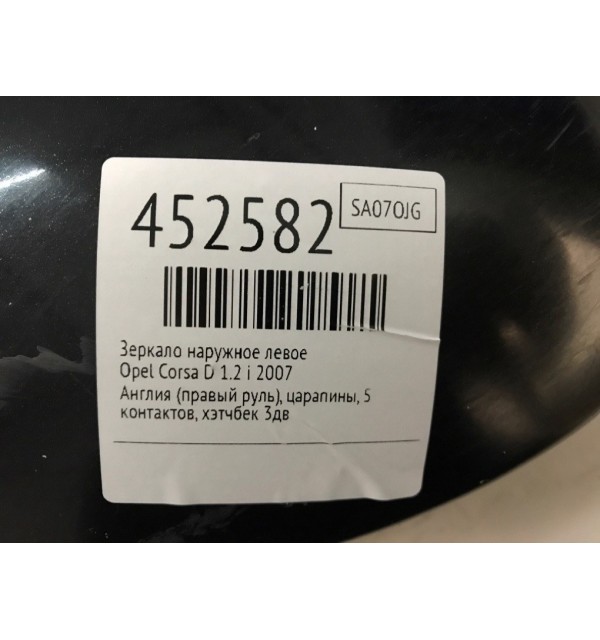 452582
SA07OJG
Зеркало наружное левое
Opel Corsa D 1.2 i 2007
Англия (правый руль), царапины, 5
контактов, хэтчбек 3дв